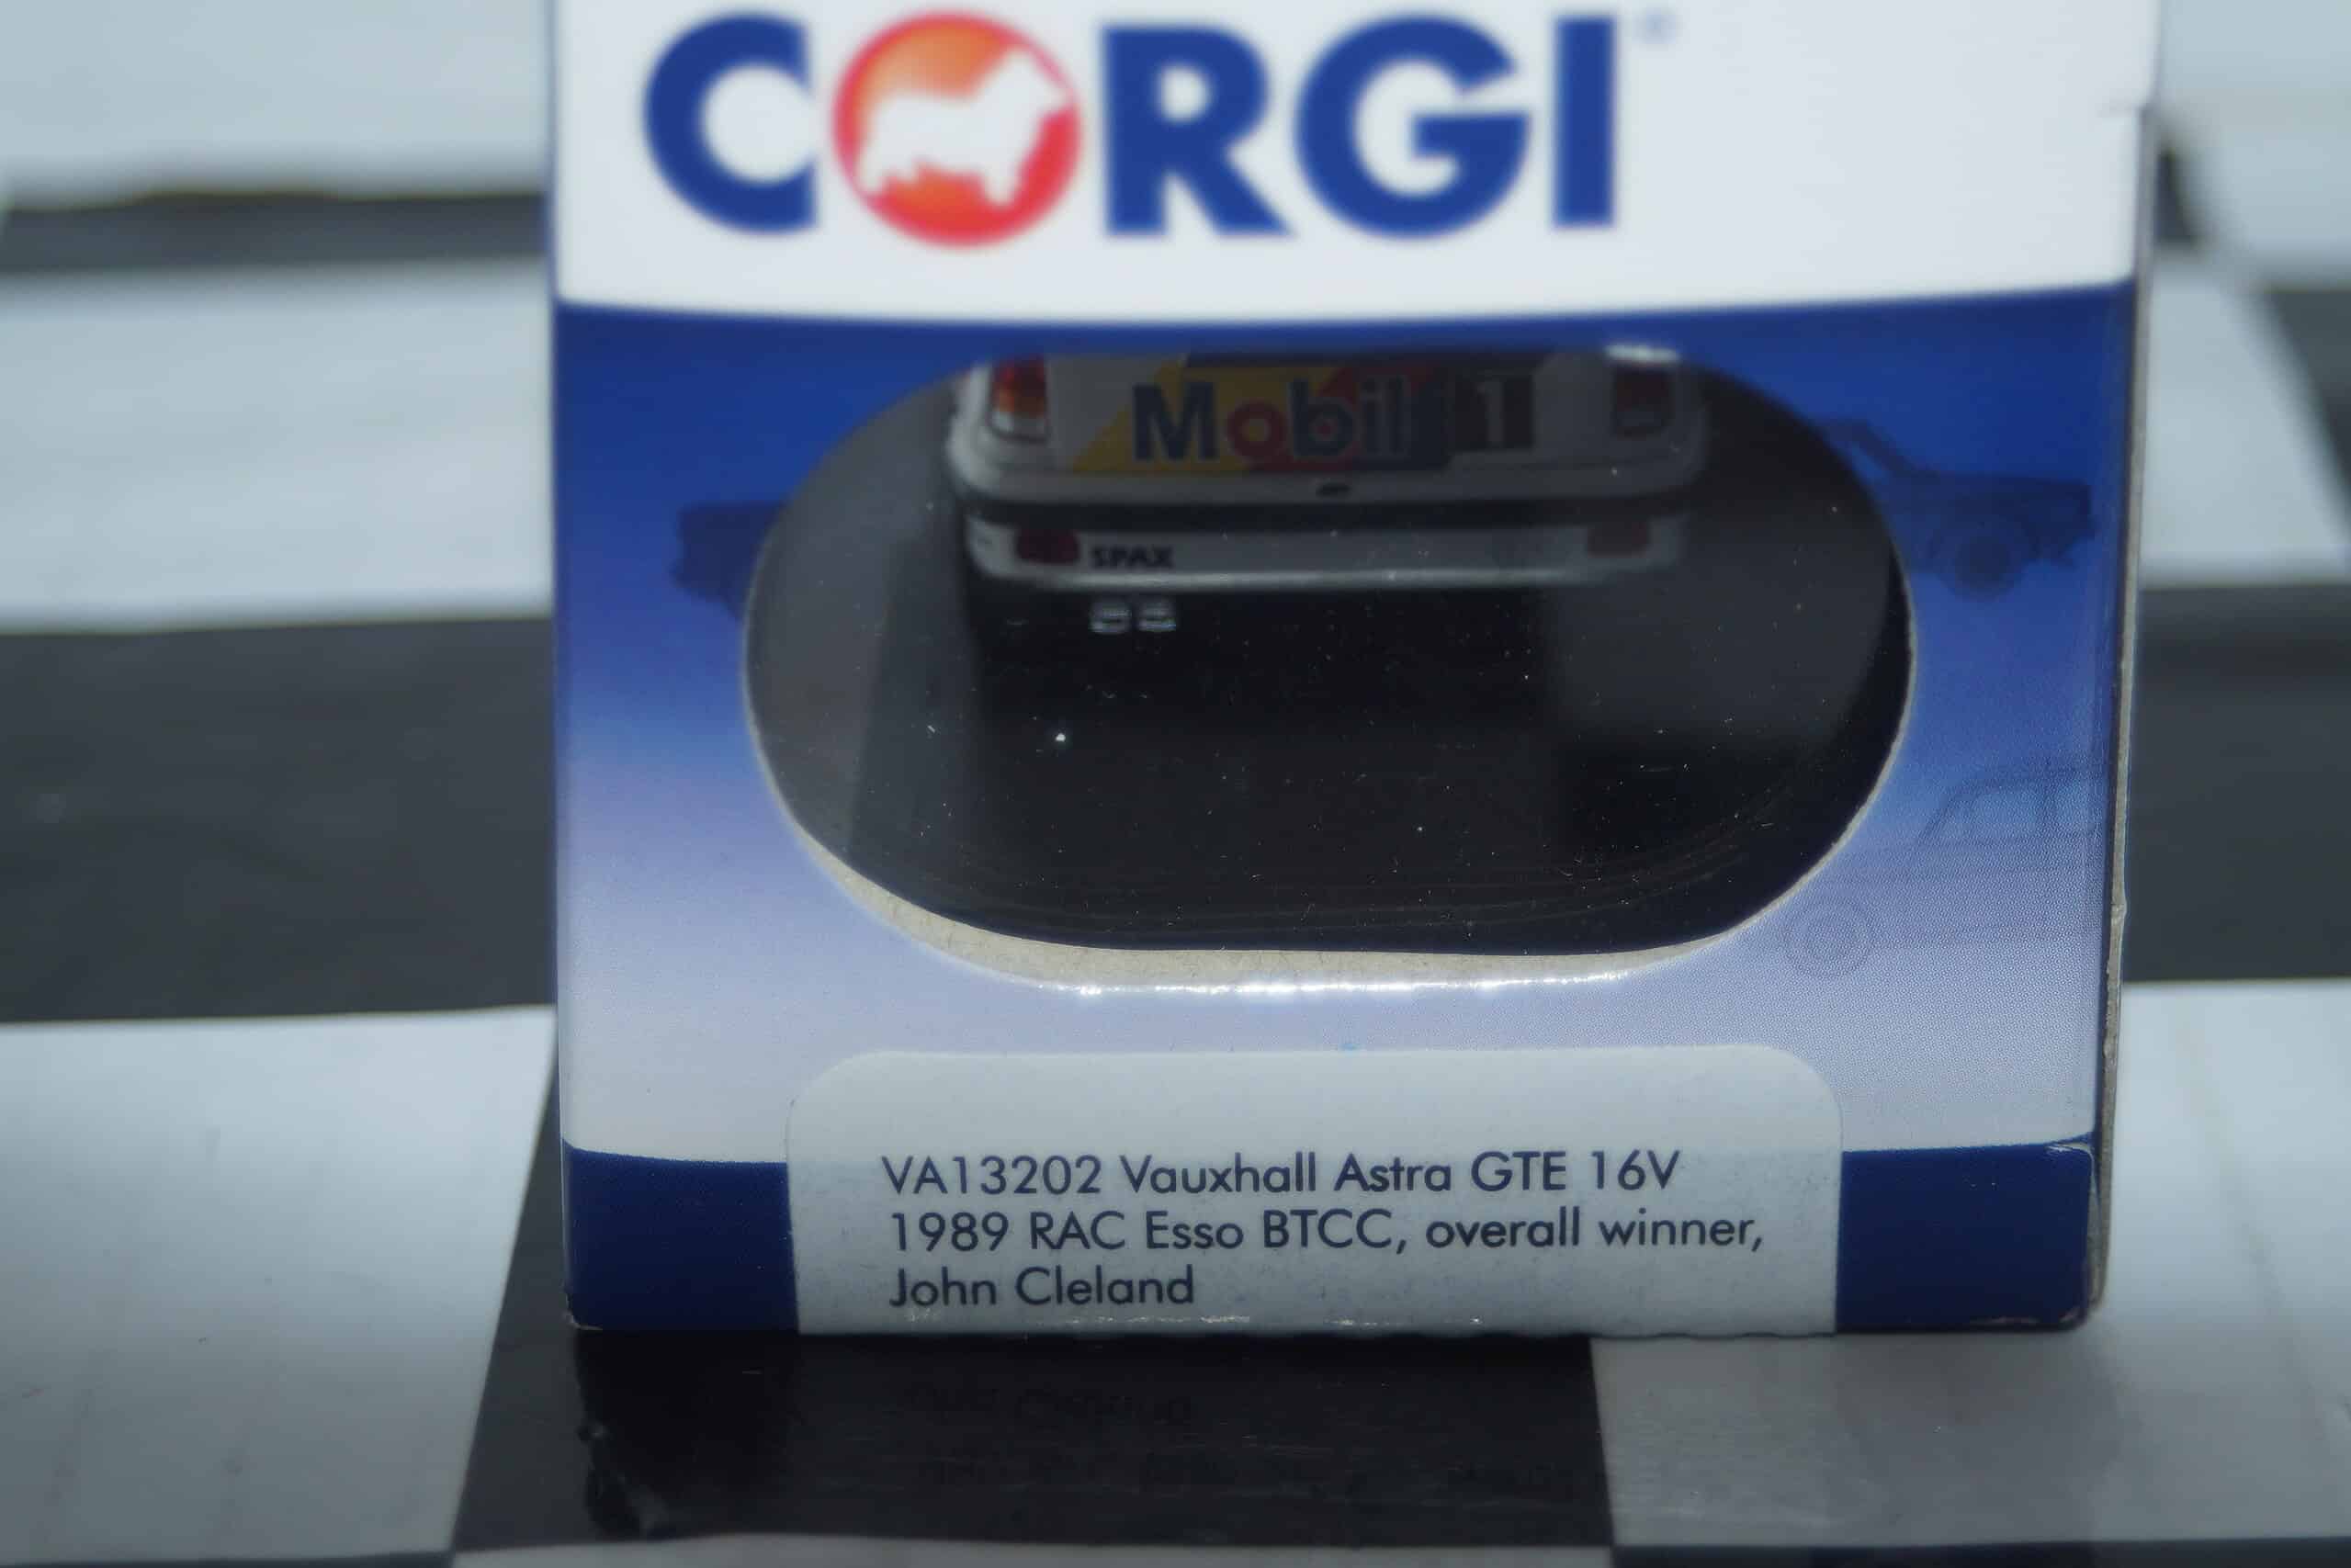 CORGI
Mobil 1
SPAX
VA13202 Vauxhall Astra GTE 16V
1989 RAC Esso BTCC, overall winner,
John Cleland